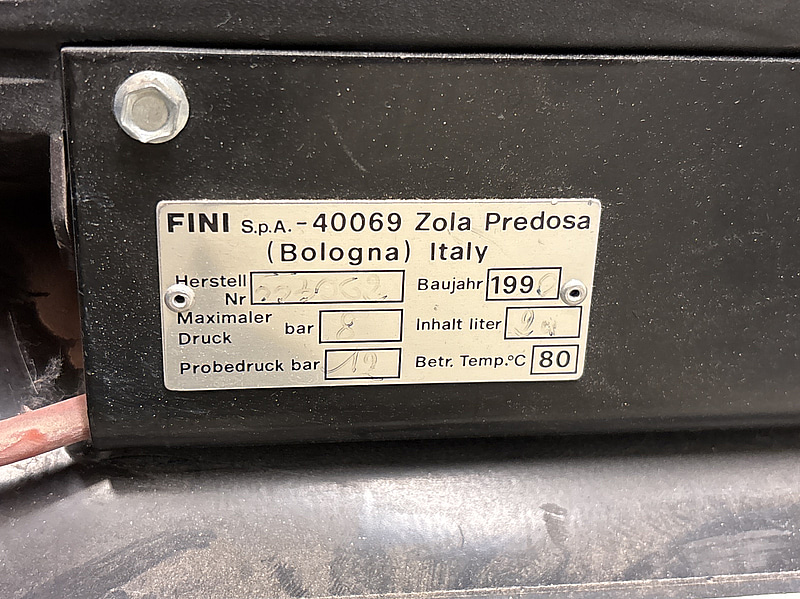 FINI S.p.A. - 40069 Zola Predosa
(Bologna) Italy
Herstell Nr
Baujahr 199
Maximaler Druck bar 8
Inhalt liter
Probedruck bar 12
Betr. Temp.°C 80